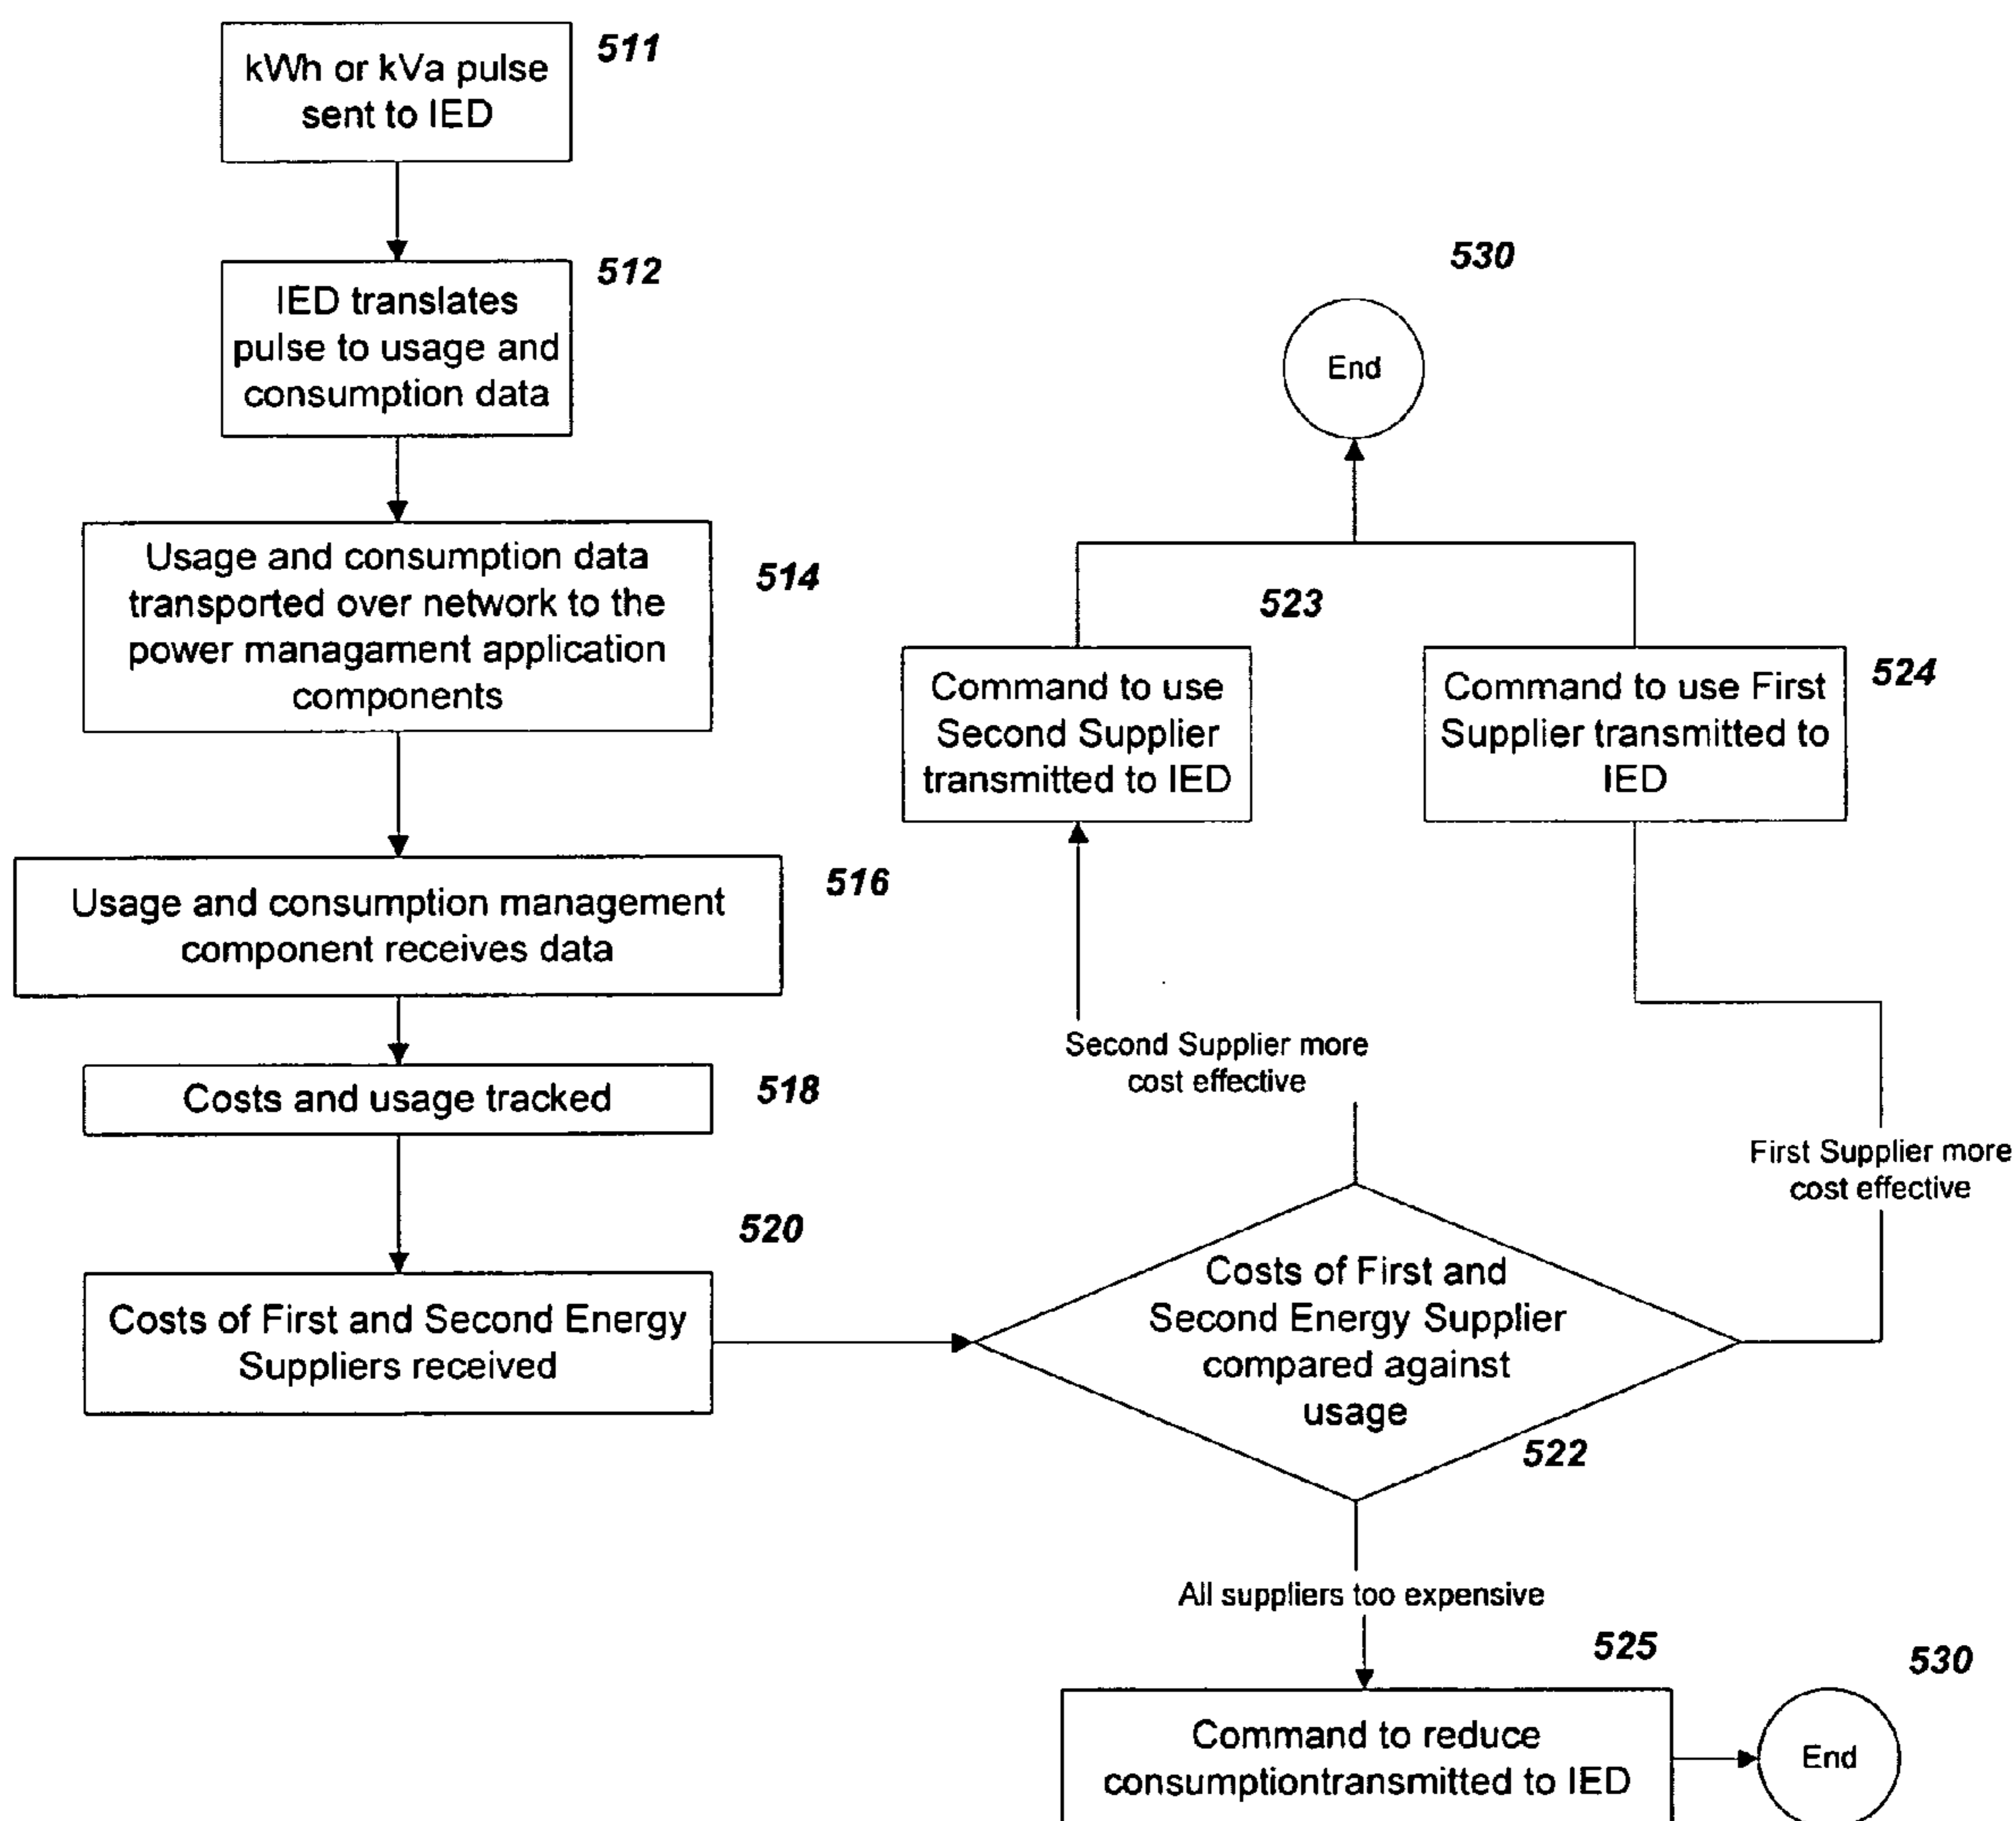 511
kWh or kVa pulse
sent to IED
512
IED translates
pulse to usage and
consumption data
514
Usage and consumption data
transported over network to the
power managament application
components
516
Usage and consumption management
component receives data
518
Costs and usage tracked
520
Costs of First and Second Energy
Suppliers received
530
End
523
Command to use
Second Supplier
transmitted to IED
524
Command to use First
Supplier transmitted to
IED
Second Supplier more
cost effective
First Supplier more
cost effective
Costs of First and
Second Energy Supplier
compared against
usage
522
All suppliers too expensive
525
Command to reduce
consumptiontransmitted to IED
530
End